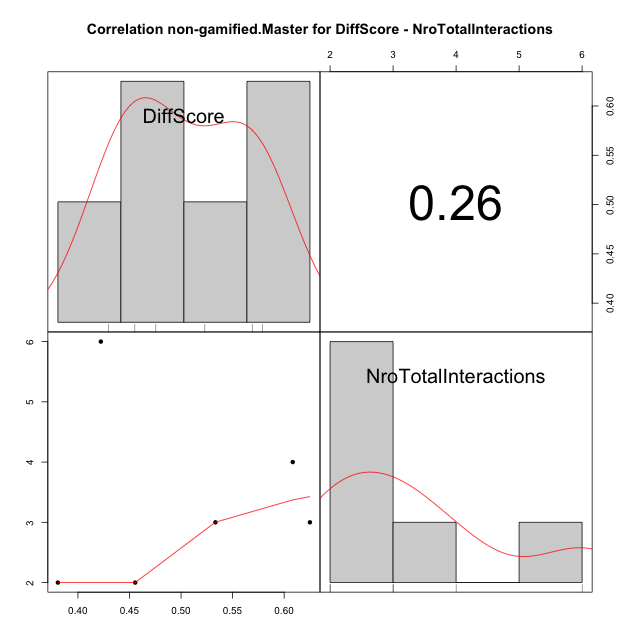 Correlation non-gamified.Master for DiffScore - NroTotalInteractions
2 3 4 5 6
DiffScore
0.26
0.60
0.55
0.50
0.45
0.40
6
5
4
3
2
NroTotalInteractions
0.40 0.45 0.50 0.55 0.60